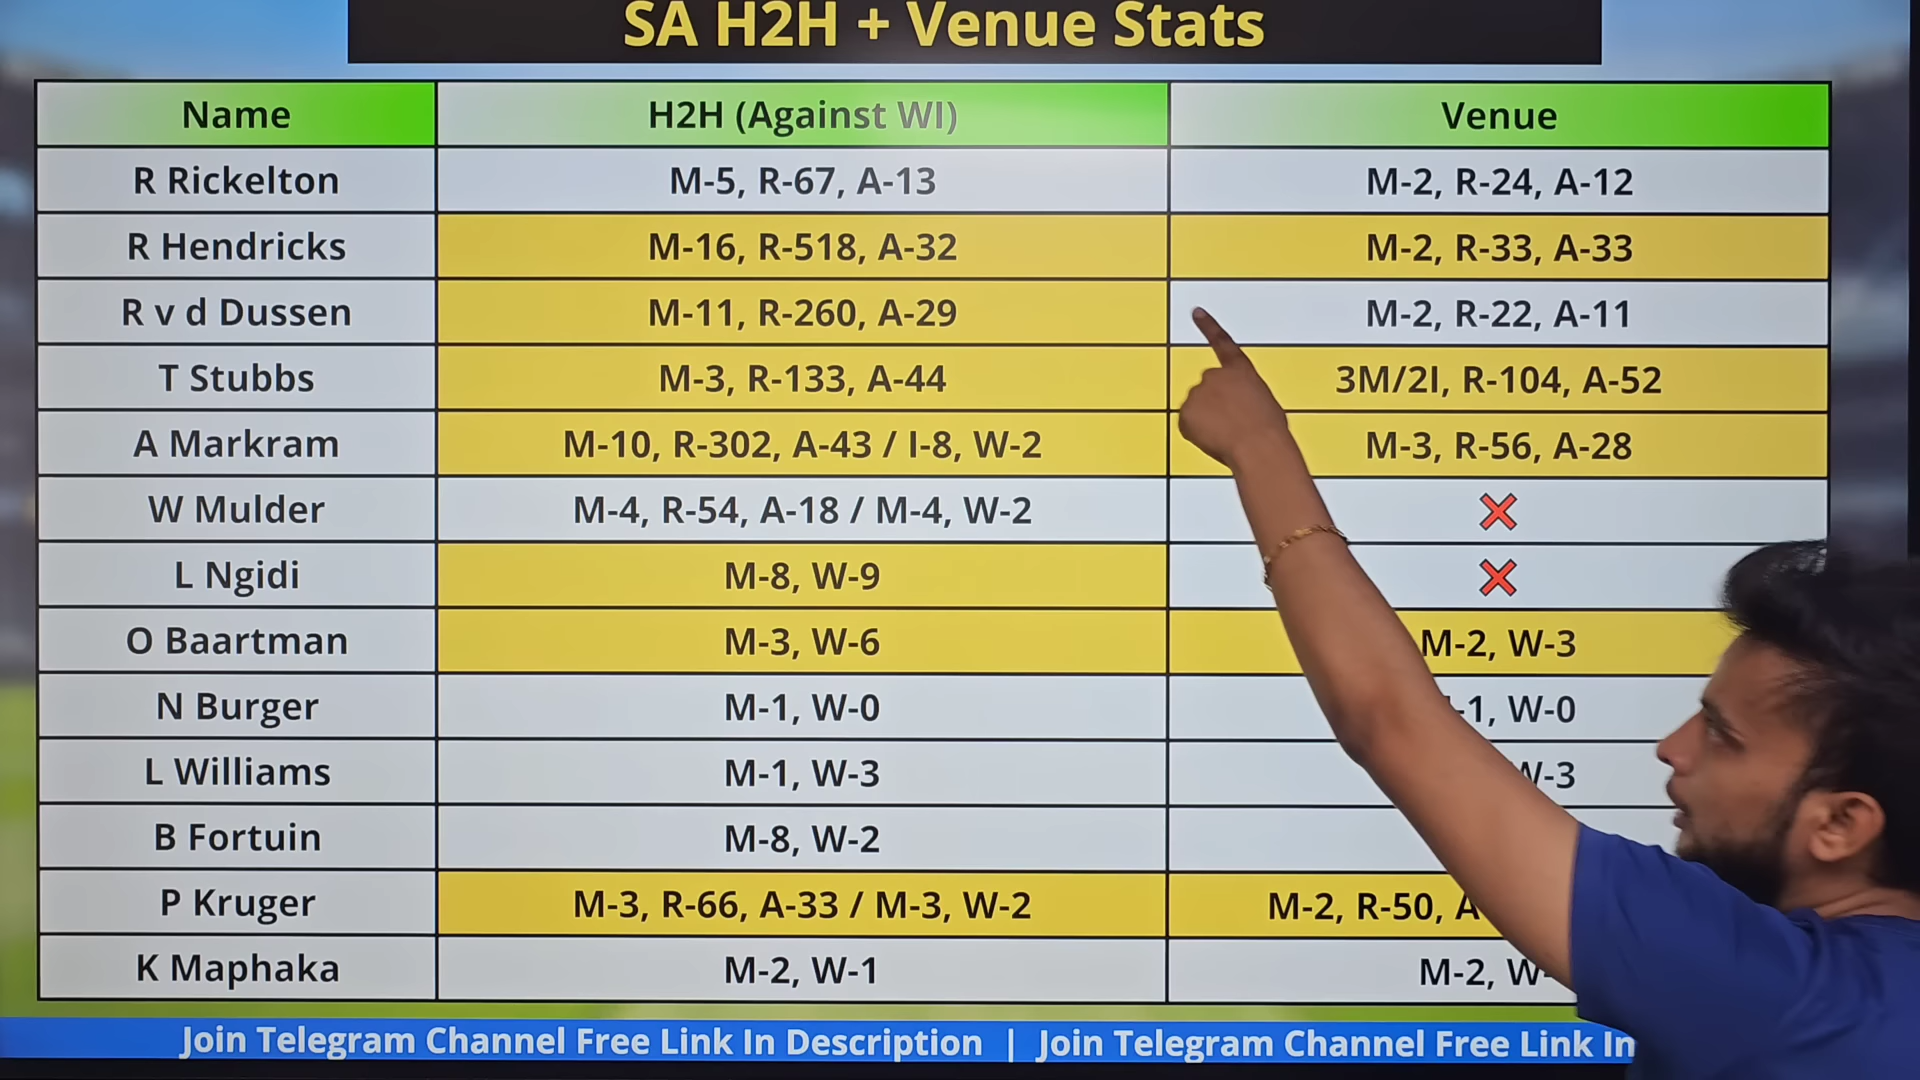 SA H2H + Venue Stats
Name H2H (Against WI) Venue
R Rickelton M-5, R-67, A-13 M-2, R-24, A-12
R Hendricks M-16, R-518, A-32 M-2, R-33, A-33
R v d Dussen M-11, R-260, A-29 M-2, R-22, A-11
T Stubbs M-3, R-133, A-44 3M/2I, R-104, A-52
A Markram M-10, R-302, A-43 / I-8, W-2 M-3, R-56, A-28
W Mulder M-4, R-54, A-18 / M-4, W-2
L Ngidi M-8, W-9
O Baartman M-3, W-6 M-2, W-3
N Burger M-1, W-0 -1, W-0
L Williams M-1, W-3 W-3
B Fortuin M-8, W-2
P Kruger M-3, R-66, A-33 / M-3, W-2 M-2, R-50, A
K Maphaka M-2, W-1 M-2, W-
Join Telegram Channel Free Link In Description | Join Telegram Channel Free Link In